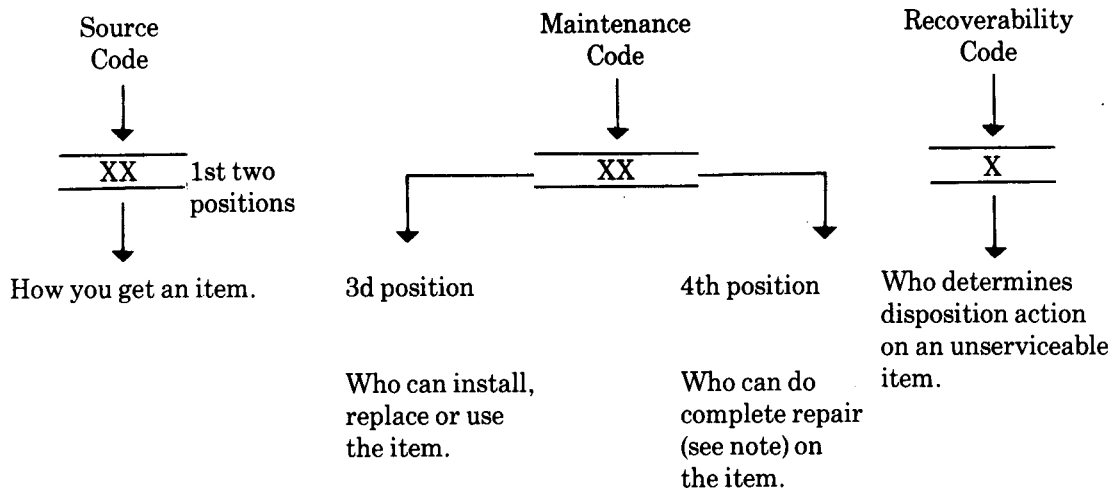 Source
Code
Maintenance
Code
Recoverability
Code
XX
1st two
positions
XX
X
How you get an item.
3d position
4th position
Who determines
disposition action
on an unserviceable
item.
Who can install,
replace or use
the item.
Who can do
complete repair
(see note) on
the item.